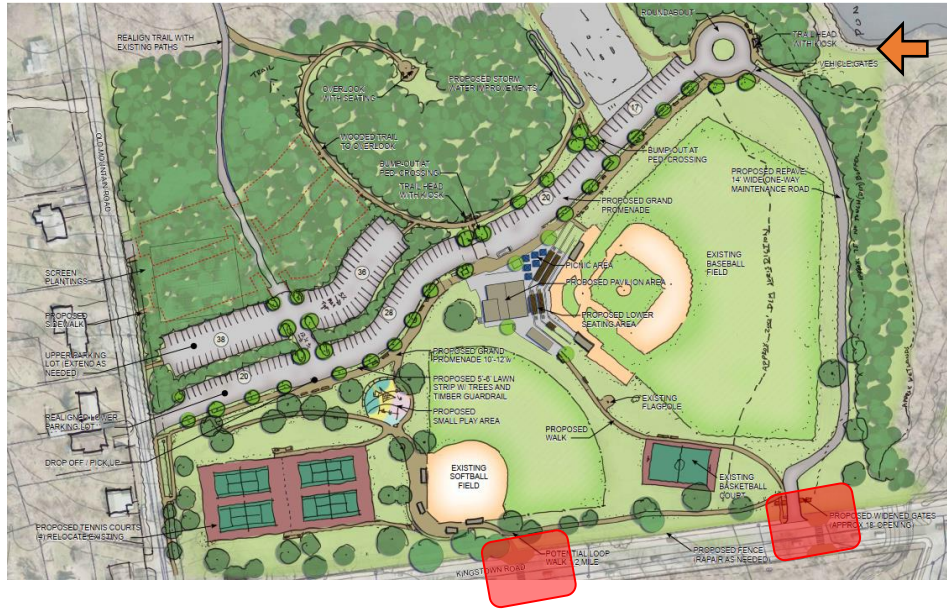 REALIGN TRAIL WITH
EXISTING PATHS
ROUNDABOUT
TRAILHEAD
WITH KIOSK
VEHICLE GATES
POND
TRAIL
OVERLOOK
WITH SEATING
PROPOSED STORM
WATER IMPROVEMENTS
17
WOODED TRAIL
TO OVERLOOK
BUMP OUT AT
PED. CROSSING
BUMP-OUT AT
PED. CROSSING
TRAIL HEAD
WITH KIOSK
PROPOSED REPAVE
14' WIDE ONE-WAY
MAINTENANCE ROAD
OLD MOUNTAIN ROAD
20
PROPOSED GRAND
PROMENADE
EXISTING
BASEBALL
FIELD
PICNIC AREA
PROPOSED PAVILION AREA
SCREEN
PLANTINGS
36
PROPOSED
SIDEWALK
28
PROPOSED LOWER
SEATING AREA
38
UPPER PARKING
LOT (EXTEND AS
NEEDED)
PROPOSED GRAND
PROMENADE 10'-12'w
20
PROPOSED 5'-6' LAWN
STRIP W/ TREES AND
TIMBER GUARDRAIL
REALIGNED LOWER
PARKING LOT
PROPOSED
SMALL PLAY AREA
EXISTING
FLAGPOLE
PROPOSED
WALK
DROP OFF / PICK UP
EXISTING
SOFTBALL
FIELD
EXISTING
BASKETBALL
COURT
PROPOSED TENNIS COURTS
(4) RELOCATE EXISTING
PROPOSED WIDENED GATES
(APPROX 18' OPENING)
POTENTIAL LOOP
WALK
MILE
PROPOSED FENCE
(RAPAIR AS NEEDED)
KINGSTOWN ROAD